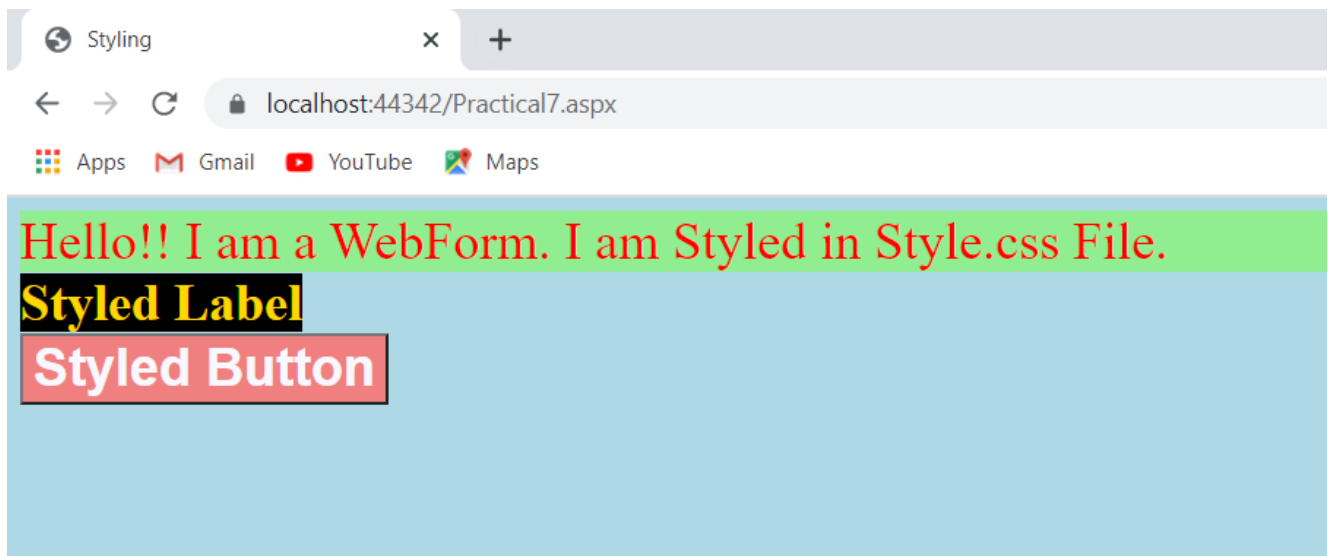 Styling
localhost:44342/Practical7.aspx
Apps Gmail YouTube Maps
Hello!! I am a WebForm. I am Styled in Style.css File.
Styled Label
Styled Button